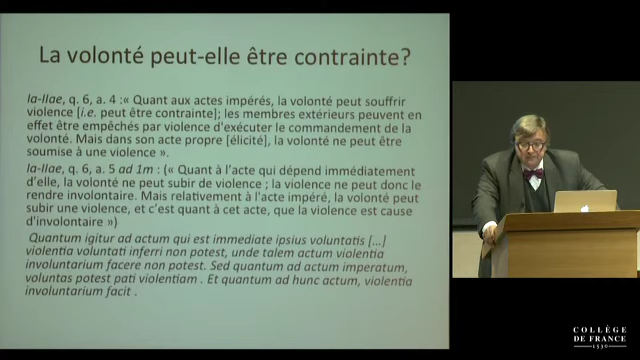 La volonté peut-elle être contrainte?
Ia-IIae, q. 6, a. 4 :« Quant aux actes impérés, la volonté peut souffrir
violence [i.e. peut être contrainte]; les membres extérieurs peuvent en
effet être empêchés par violence d'exécuter le commandement de la
volonté. Mais dans son acte propre [élicité], la volonté ne peut être
soumise à une violence ».
Ia-IIae, q. 6, a. 5 ad 1m : (« Quant à l'acte qui dépend immédiatement
d'elle, la volonté ne peut subir de violence ; la violence ne peut donc le
rendre involontaire. Mais relativement à l'acte impéré, la volonté peut
subir une violence, et c'est quant à cet acte, que la violence est cause
d'involontaire »)
Quantum igitur ad actum qui est immediate ipsius voluntatis [...]
violentia voluntati inferri non potest, unde talem actum violentia
involuntarium facere non potest. Sed quantum ad actum imperatum,
voluntas potest pati violentiam . Et quantum ad hunc actum, violentia
involuntarium facit .
COLLÈGE
DE FRANCE
1530